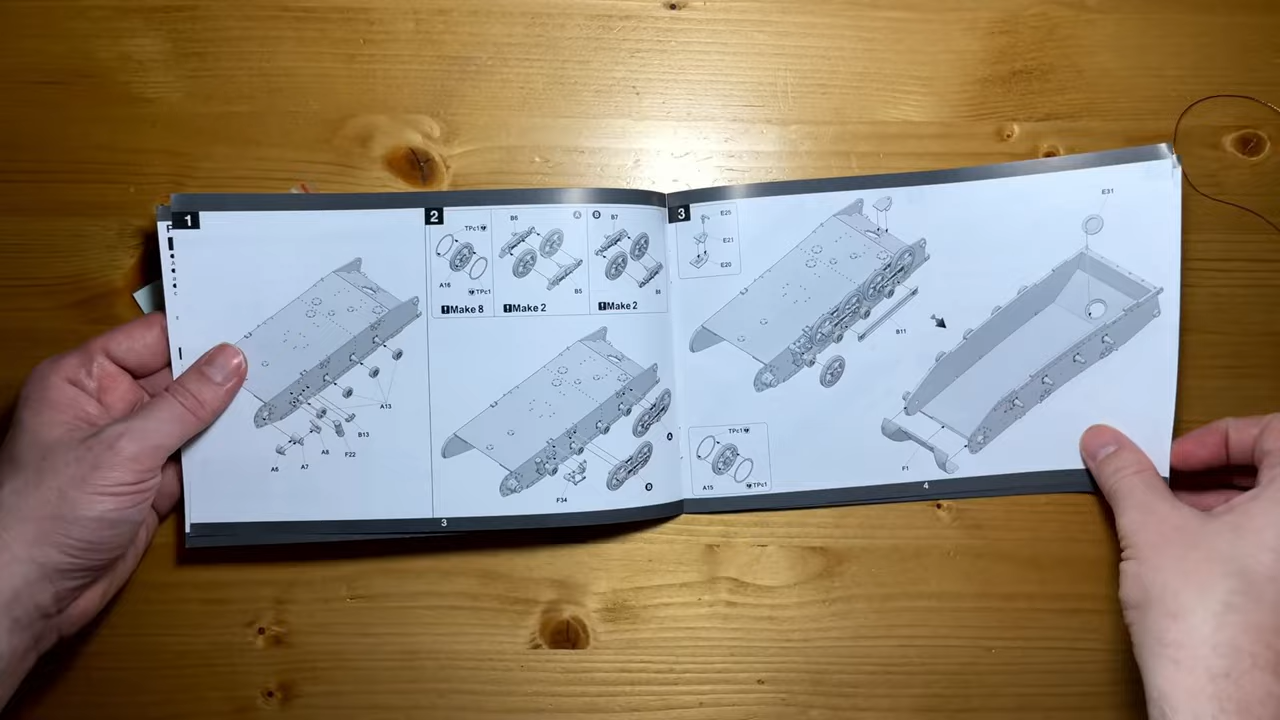 1
A13
B13
F22
A8
A7
A6
2
TPc1
A16
TPc1
Make 8
B6
A
B5
Make 2
B
B7
Make 2
A
B
F34
3
3
E25
E21
E20
B11
E31
F1
TPc1
A15
TPc1
4